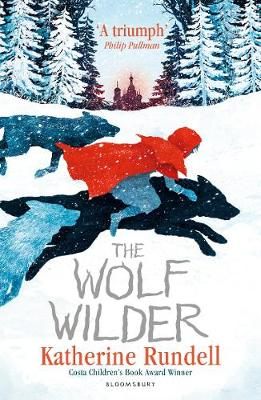 'A triumph'
Philip Pullman
THE
WOLF
WILDER
Katherine Rundell
Costa Children's Book Award Winner
BLOOMSBURY